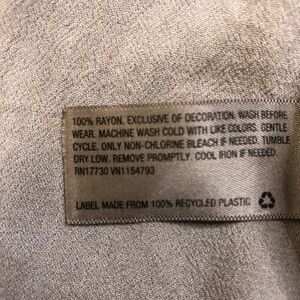 100% RAYON. EXCLUSIVE OF DECORATION. WASH BEFORE
WEAR. MACHINE WASH COLD WITH LIKE COLORS. GENTLE
CYCLE. ONLY NON-CHLORINE BLEACH IF NEEDED. TUMBLE
DRY LOW. REMOVE PROMPTLY. COOL IRON IF NEEDED.
RN17730 VN1154793
LABEL MADE FROM 100% RECYCLED PLASTIC